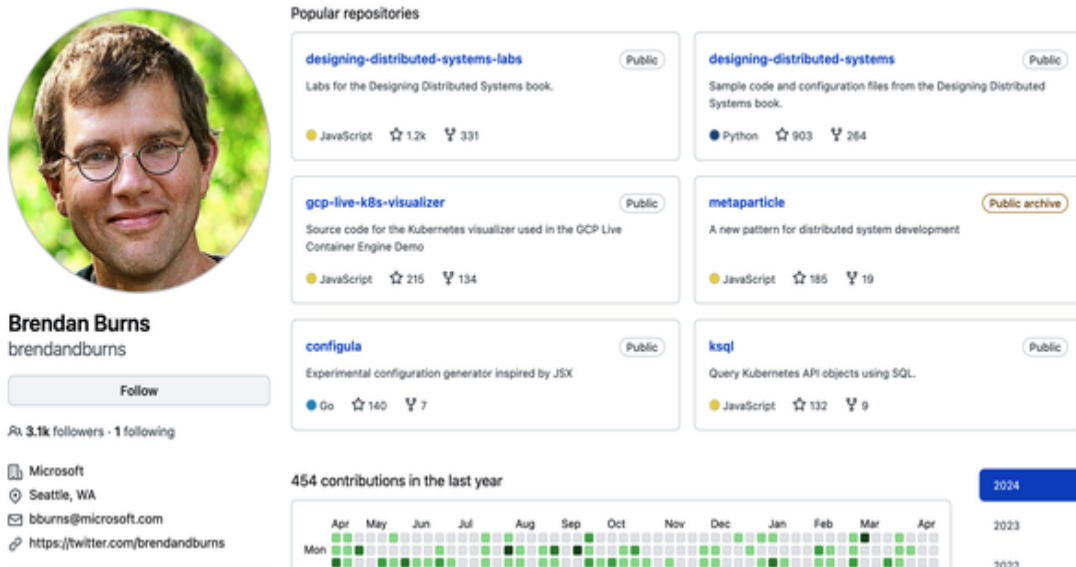 Popular repositories
designing-distributed-systems-labs Public
Labs for the Designing Distributed Systems book.
JavaScript 1.2k 331
designing-distributed-systems Public
Sample code and configuration files from the Designing Distributed
Systems book.
Python 903 264
gcp-live-k8s-visualizer Public
Source code for the Kubernetes visualizer used in the GCP Live
Container Engine Demo
JavaScript 215 134
metaparticle Public archive
A new pattern for distributed system development
JavaScript 185 19
configula Public
Experimental configuration generator inspired by JSX
Go 140 7
ksql Public
Query Kubernetes API objects using SQL.
JavaScript 132 9
Brendan Burns
brendandburns
Follow
3.1k followers · 1 following
Microsoft
Seattle, WA
bburns@microsoft.com
https://twitter.com/brendandburns
454 contributions in the last year
Apr May Jun Jul Aug Sep Oct Nov Dec Jan Feb Mar Apr
Mon
2024
2023
2022